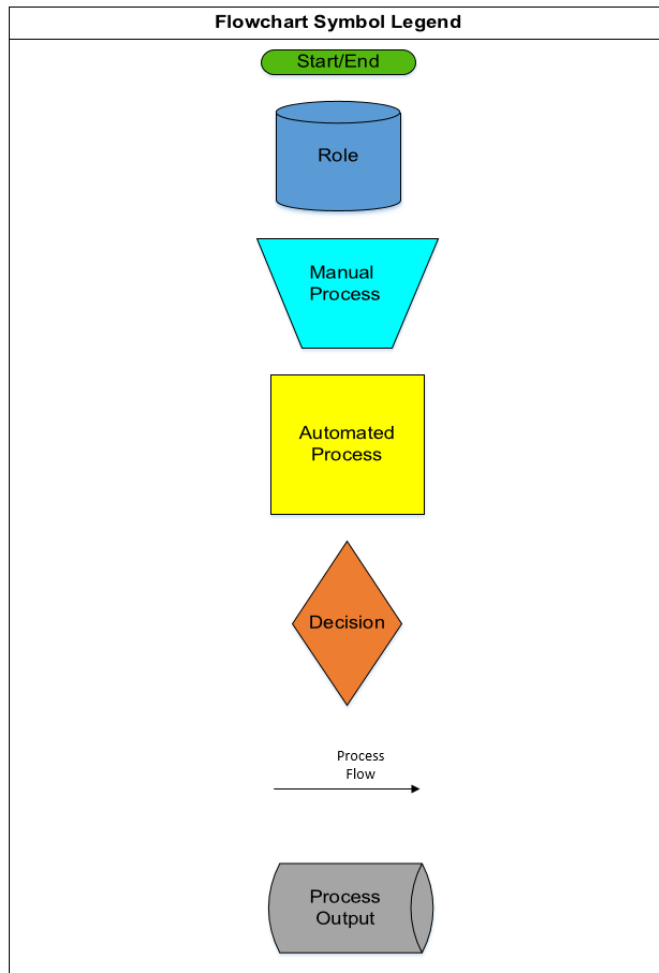 Flowchart Symbol Legend
Start/End
Role
Manual
Process
Automated
Process
Decision
Process
Flow
Process
Output